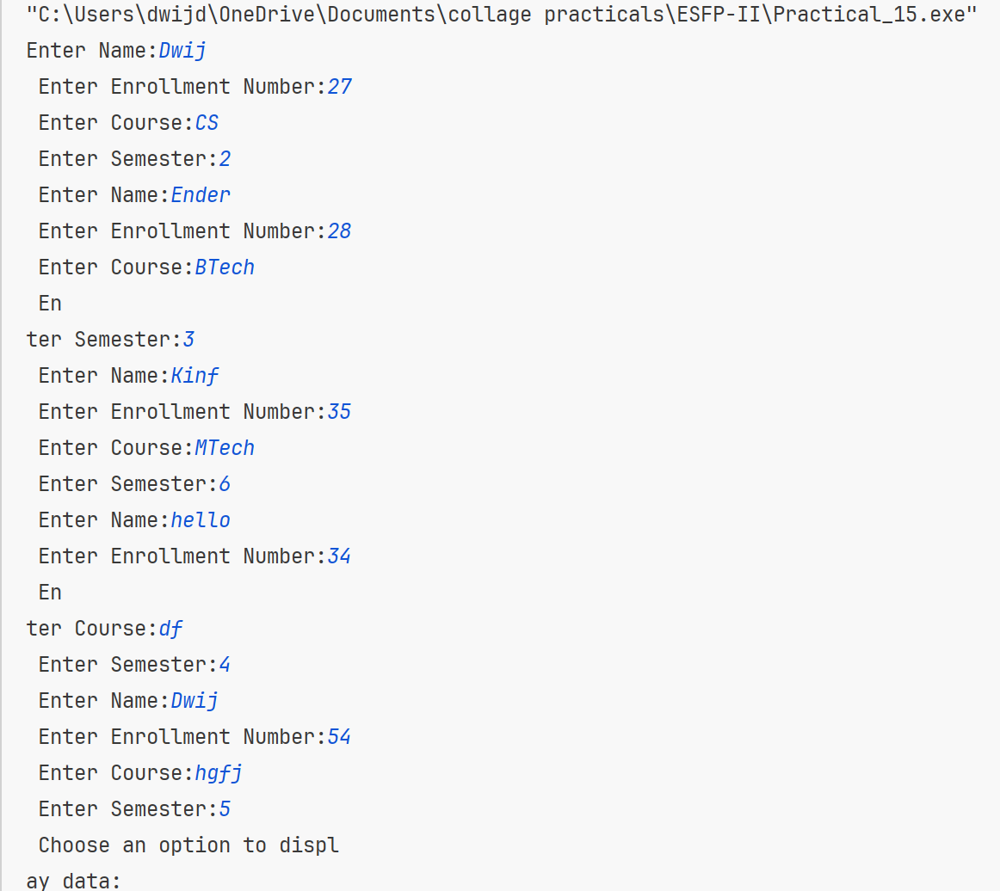 "C:\Users\dwijd\OneDrive\Documents\collage practicals\ESFP-II\Practical_15.exe"
Enter Name:Dwij
Enter Enrollment Number:27
Enter Course:CS
Enter Semester:2
Enter Name:Ender
Enter Enrollment Number:28
Enter Course:BTech
En
ter Semester:3
Enter Name:Kinf
Enter Enrollment Number:35
Enter Course:MTech
Enter Semester:6
Enter Name:hello
Enter Enrollment Number:34
En
ter Course:df
Enter Semester:4
Enter Name:Dwij
Enter Enrollment Number:54
Enter Course:hgfj
Enter Semester:5
Choose an option to displ
ay data: